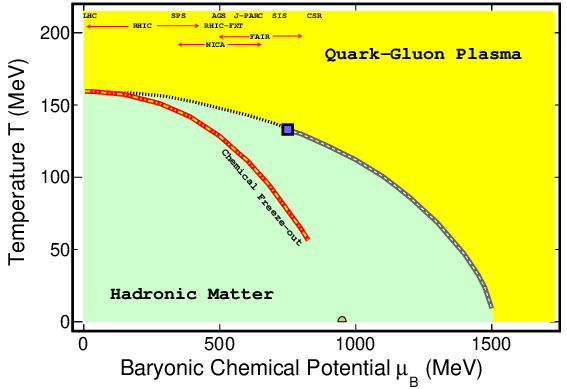 LHC SPS AGS J-PARC SIS CSR
RHIC RHIC-FXT
FAIR
NICA
Quark-Gluon Plasma
Chemical Freeze-out
Hadronic Matter
Temperature T (MeV)
200
150
100
50
0
0 500 1000 1500
Baryonic Chemical Potential μB (MeV)